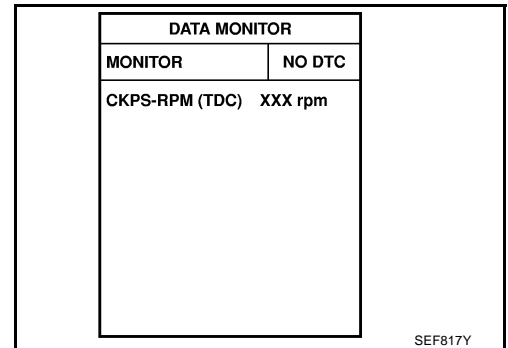 DATA MONITOR
MONITOR NO DTC
CKPS-RPM (TDC) XXX rpm
SEF817Y